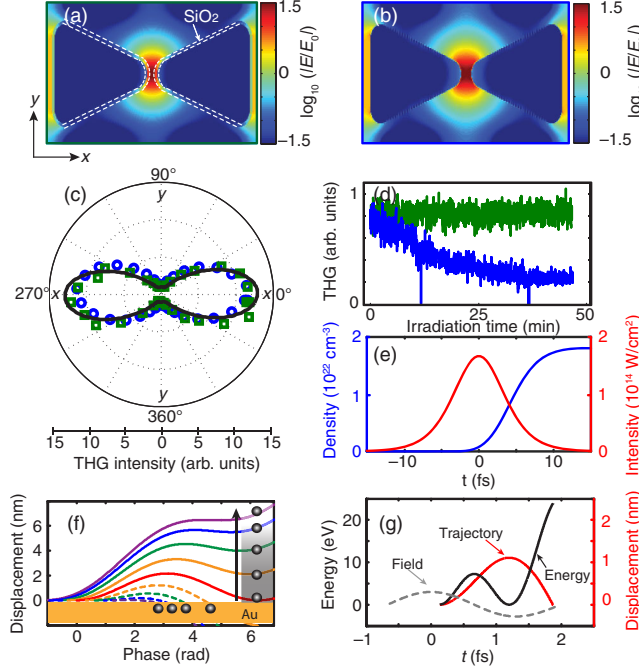 (a)
SiO2
1.5
0
−1.5
log10 (|E/E0|)
(b)
1.5
0
−1.5
(|E/E0|)
y
x
(c)
90°
y
270°
x
x
0°
y
360°
15 10 5 0 5 10 15
THG intensity (arb. units)
(d)
THG (arb. units)
1
0
0 25 50
Irradiation time (min)
(e)
Density (10²² cm⁻³)
2
1
0
−10 0 10
t (fs)
2
1
0
Intensity (10¹⁴ W/cm²)
(f)
Displacement (nm)
6
4
2
0
−2
Au
0 2 4 6
Phase (rad)
(g)
Energy (eV)
20
10
0
Trajectory
Field
Energy
−1 0 1 2
t (fs)
2
1
0
0
Displacement (nm)